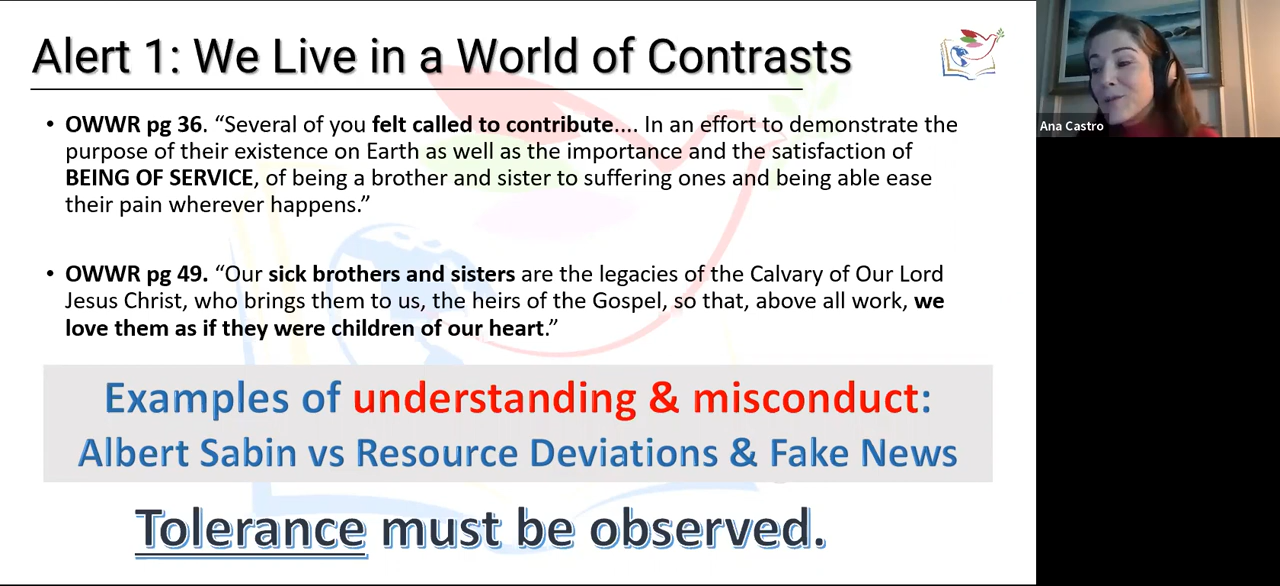 Alert 1: We Live in a World of Contrasts
• OWWR pg 36. “Several of you felt called to contribute.... In an effort to demonstrate the
purpose of their existence on Earth as well as the importance and the satisfaction of
BEING OF SERVICE, of being a brother and sister to suffering ones and being able ease
their pain wherever happens.”
• OWWR pg 49. “Our sick brothers and sisters are the legacies of the Calvary of Our Lord
Jesus Christ, who brings them to us, the heirs of the Gospel, so that, above all work, we
love them as if they were children of our heart.”
Examples of understanding & misconduct:
Albert Sabin vs Resource Deviations & Fake News
Tolerance must be observed.
Ana Castro